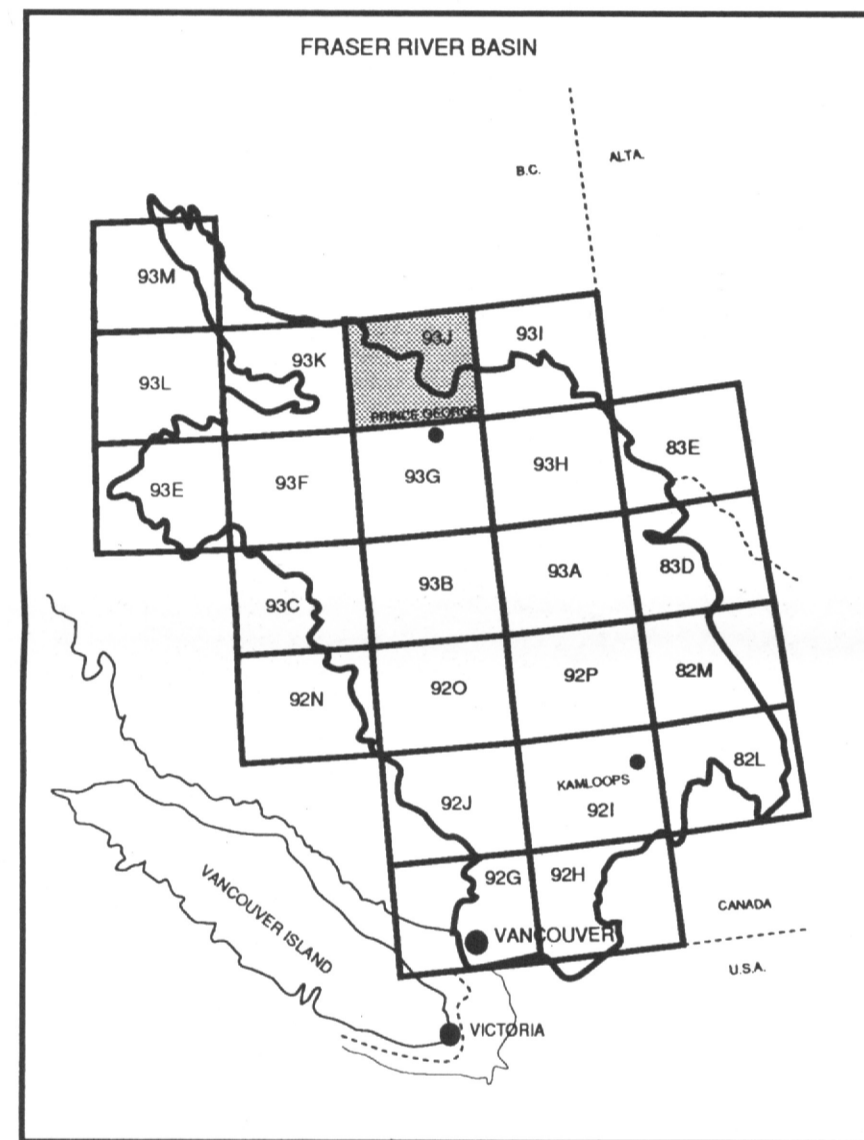 FRASER RIVER BASIN
B.C.
ALTA.
93M
93J
93I
93K
93L
PRINCE GEORGE
83E
93E
93F
93G
93H
93B
93A
83D
93C
92N
92O
92P
82M
92J
KAMLOOPS
92I
82L
92G
92H
VANCOUVER ISLAND
VANCOUVER
CANADA
U.S.A.
VICTORIA